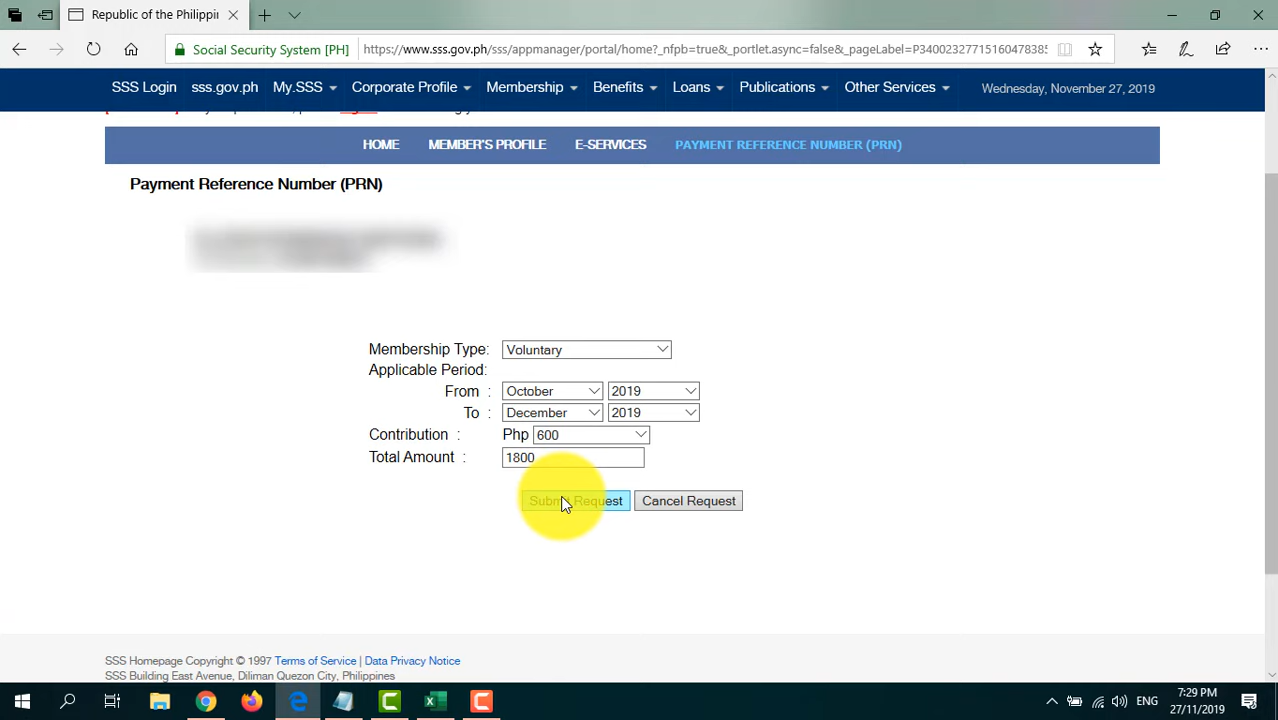 Republic of the Philippin
Social Security System [PH] https://www.sss.gov.ph/sss/appmanager/portal/home?_nfpb=true&_portlet.async=false&_pageLabel=P3400232771516047838
SSS Login sss.gov.ph My.SSS Corporate Profile Membership Benefits Loans Publications Other Services Wednesday, November 27, 2019
HOME MEMBER'S PROFILE E-SERVICES PAYMENT REFERENCE NUMBER (PRN)
Payment Reference Number (PRN)
Membership Type: Voluntary
Applicable Period:
From : October 2019
To : December 2019
Contribution : Php 600
Total Amount : 1800
Submit Request Cancel Request
SSS Homepage Copyright © 1997 Terms of Service | Data Privacy Notice
SSS Building East Avenue, Diliman Quezon City, Philippines
ENG
7:29 PM
27/11/2019